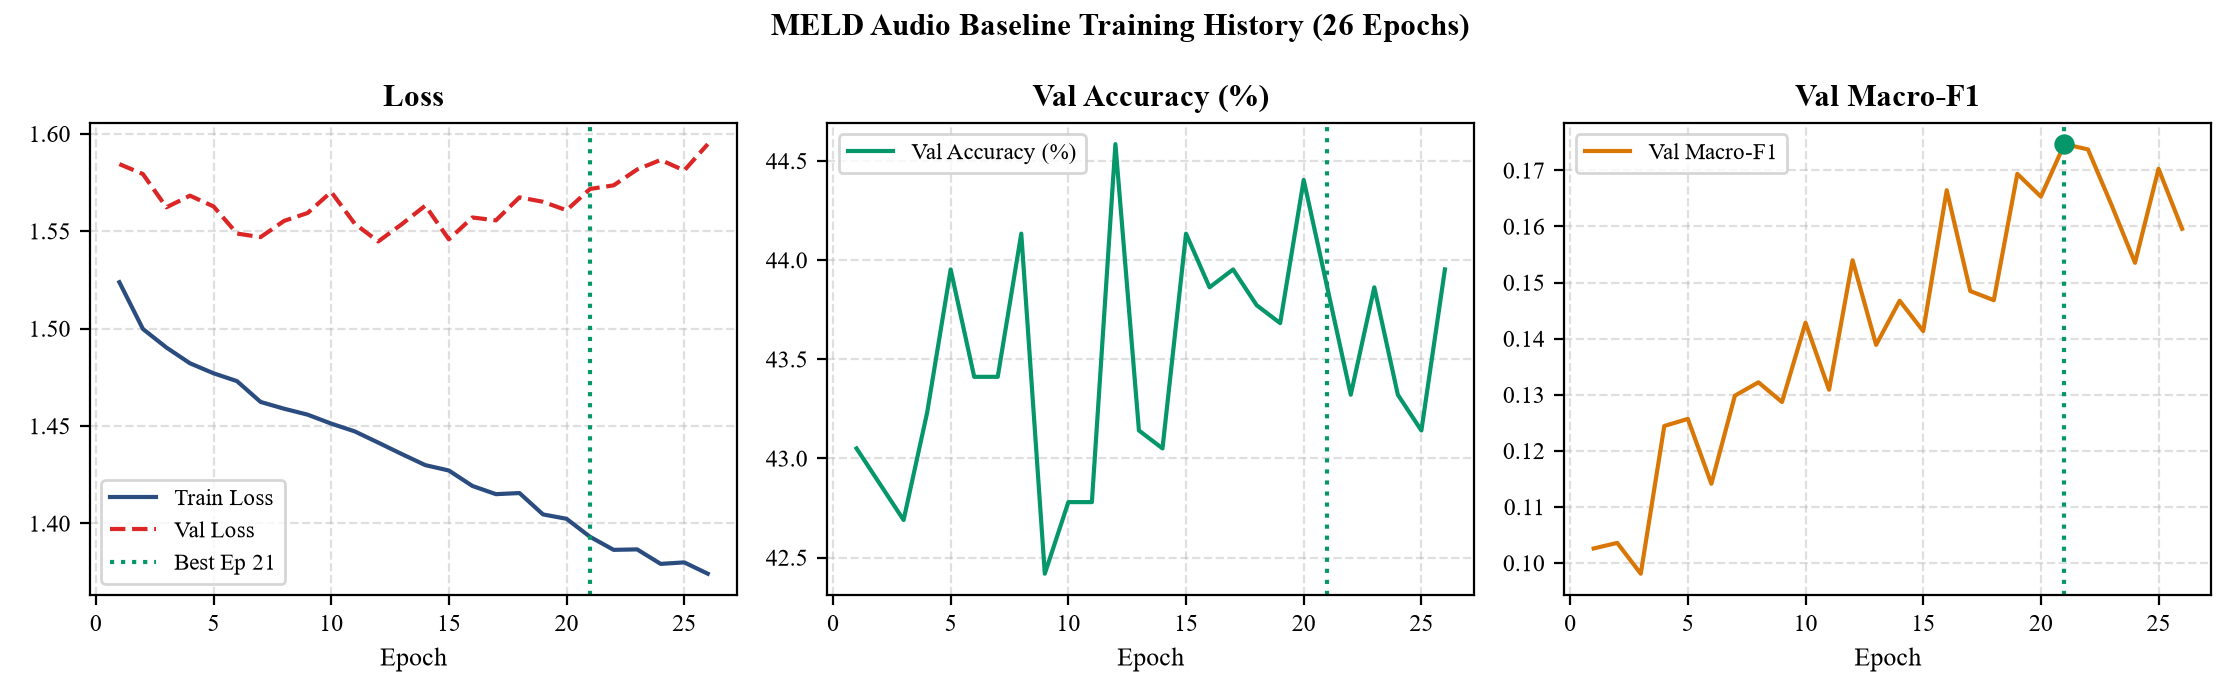 MELD Audio Baseline Training History (26 Epochs)
Loss
1.60
1.55
1.50
1.45
1.40
Train Loss
Val Loss
Best Ep 21
0 5 10 15 20 25
Epoch
Val Accuracy (%)
Val Accuracy (%)
44.5
44.0
43.5
43.0
42.5
0 5 10 15 20 25
Epoch
Val Macro-F1
Val Macro-F1
0.17
0.16
0.15
0.14
0.13
0.12
0.11
0.10
0 5 10 15 20 25
Epoch